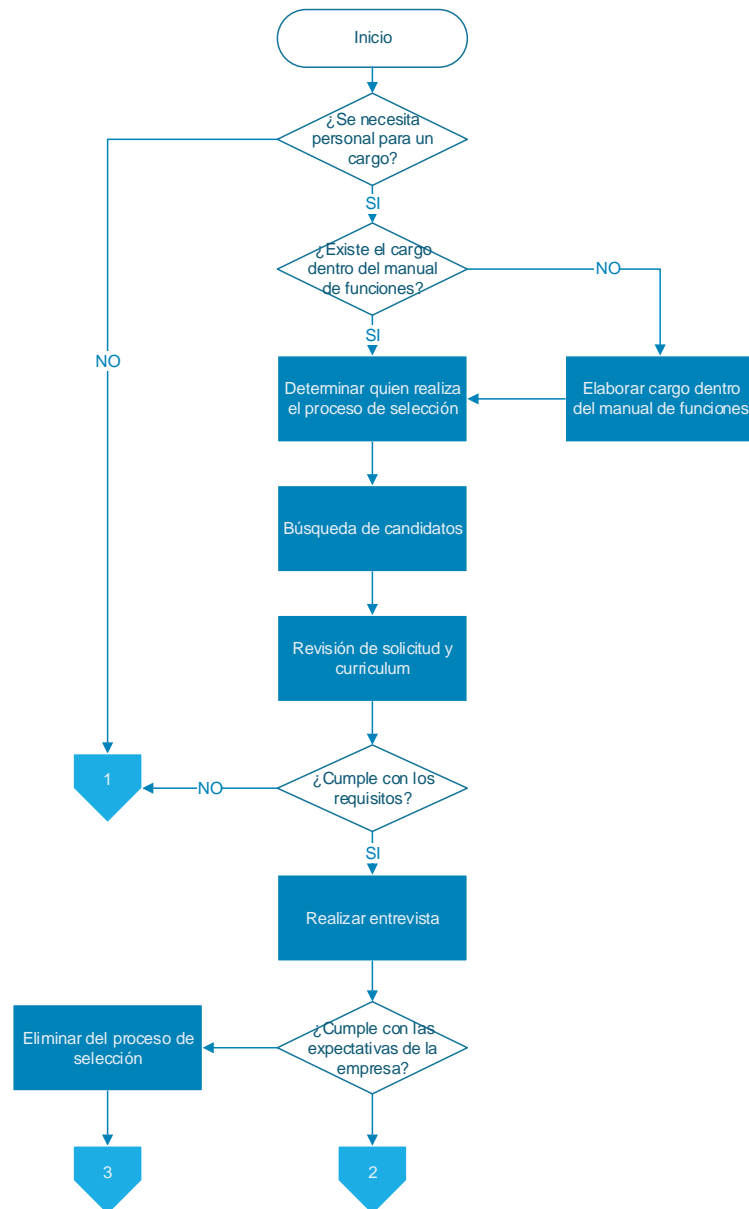 Inicio
¿Se necesita
personal para un
cargo?
SI
¿Existe el cargo
dentro del manual
de funciones?
NO
SI
NO
Determinar quien realiza
el proceso de selección
Elaborar cargo dentro
del manual de funciones
Búsqueda de candidatos
Revisión de solicitud y
curriculum
1
NO
¿Cumple con los
requisitos?
SI
Realizar entrevista
Eliminar del proceso de
selección
¿Cumple con las
expectativas de la
empresa?
3
2